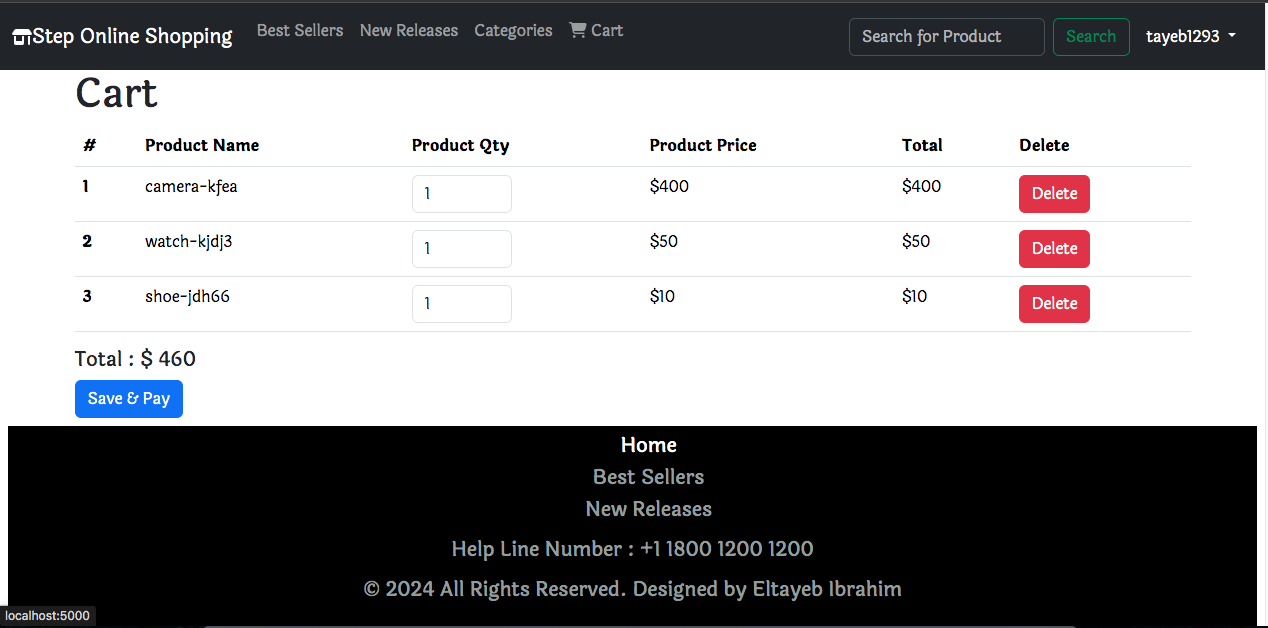 Step Online Shopping Best Sellers New Releases Categories Cart Search for Product Search tayeb1293
Cart
# Product Name Product Qty Product Price Total Delete
1 camera-kfea 1 $400 $400 Delete
2 watch-kjdj3 1 $50 $50 Delete
3 shoe-jdh66 1 $10 $10 Delete
Total : $ 460
Save & Pay
Home
Best Sellers
New Releases
Help Line Number : +1 1800 1200 1200
© 2024 All Rights Reserved. Designed by Eltayeb Ibrahim
localhost:5000